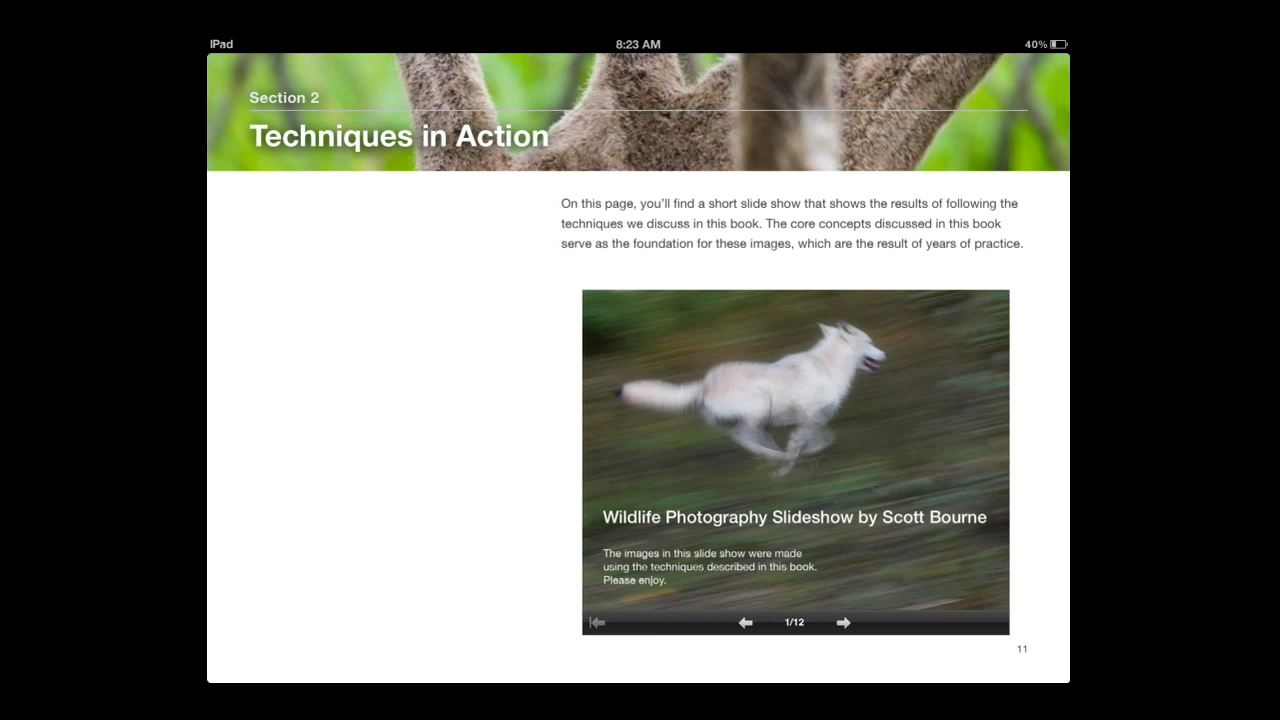 iPad
8:23 AM
40%
Section 2
Techniques in Action
On this page, you'll find a short slide show that shows the results of following the
techniques we discuss in this book. The core concepts discussed in this book
serve as the foundation for these images, which are the result of years of practice.
Wildlife Photography Slideshow by Scott Bourne
The images in this slide show were made
using the techniques described in this book.
Please enjoy.
1/12
11